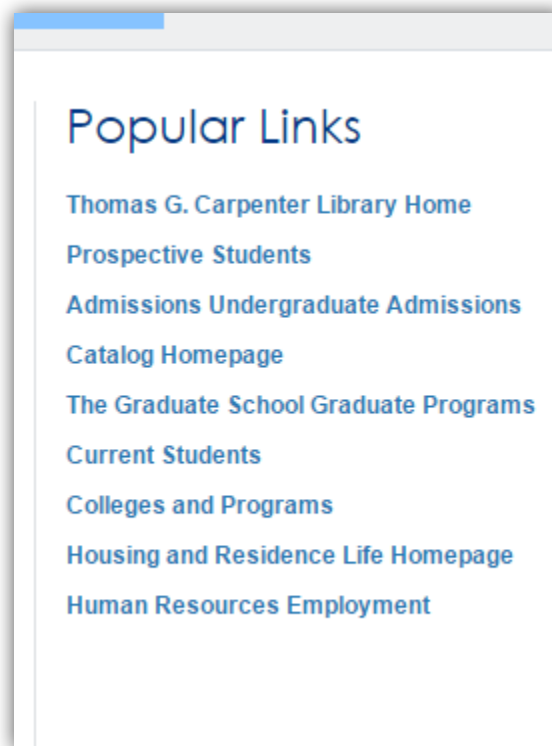 Popular Links
Thomas G. Carpenter Library Home
Prospective Students
Admissions Undergraduate Admissions
Catalog Homepage
The Graduate School Graduate Programs
Current Students
Colleges and Programs
Housing and Residence Life Homepage
Human Resources Employment